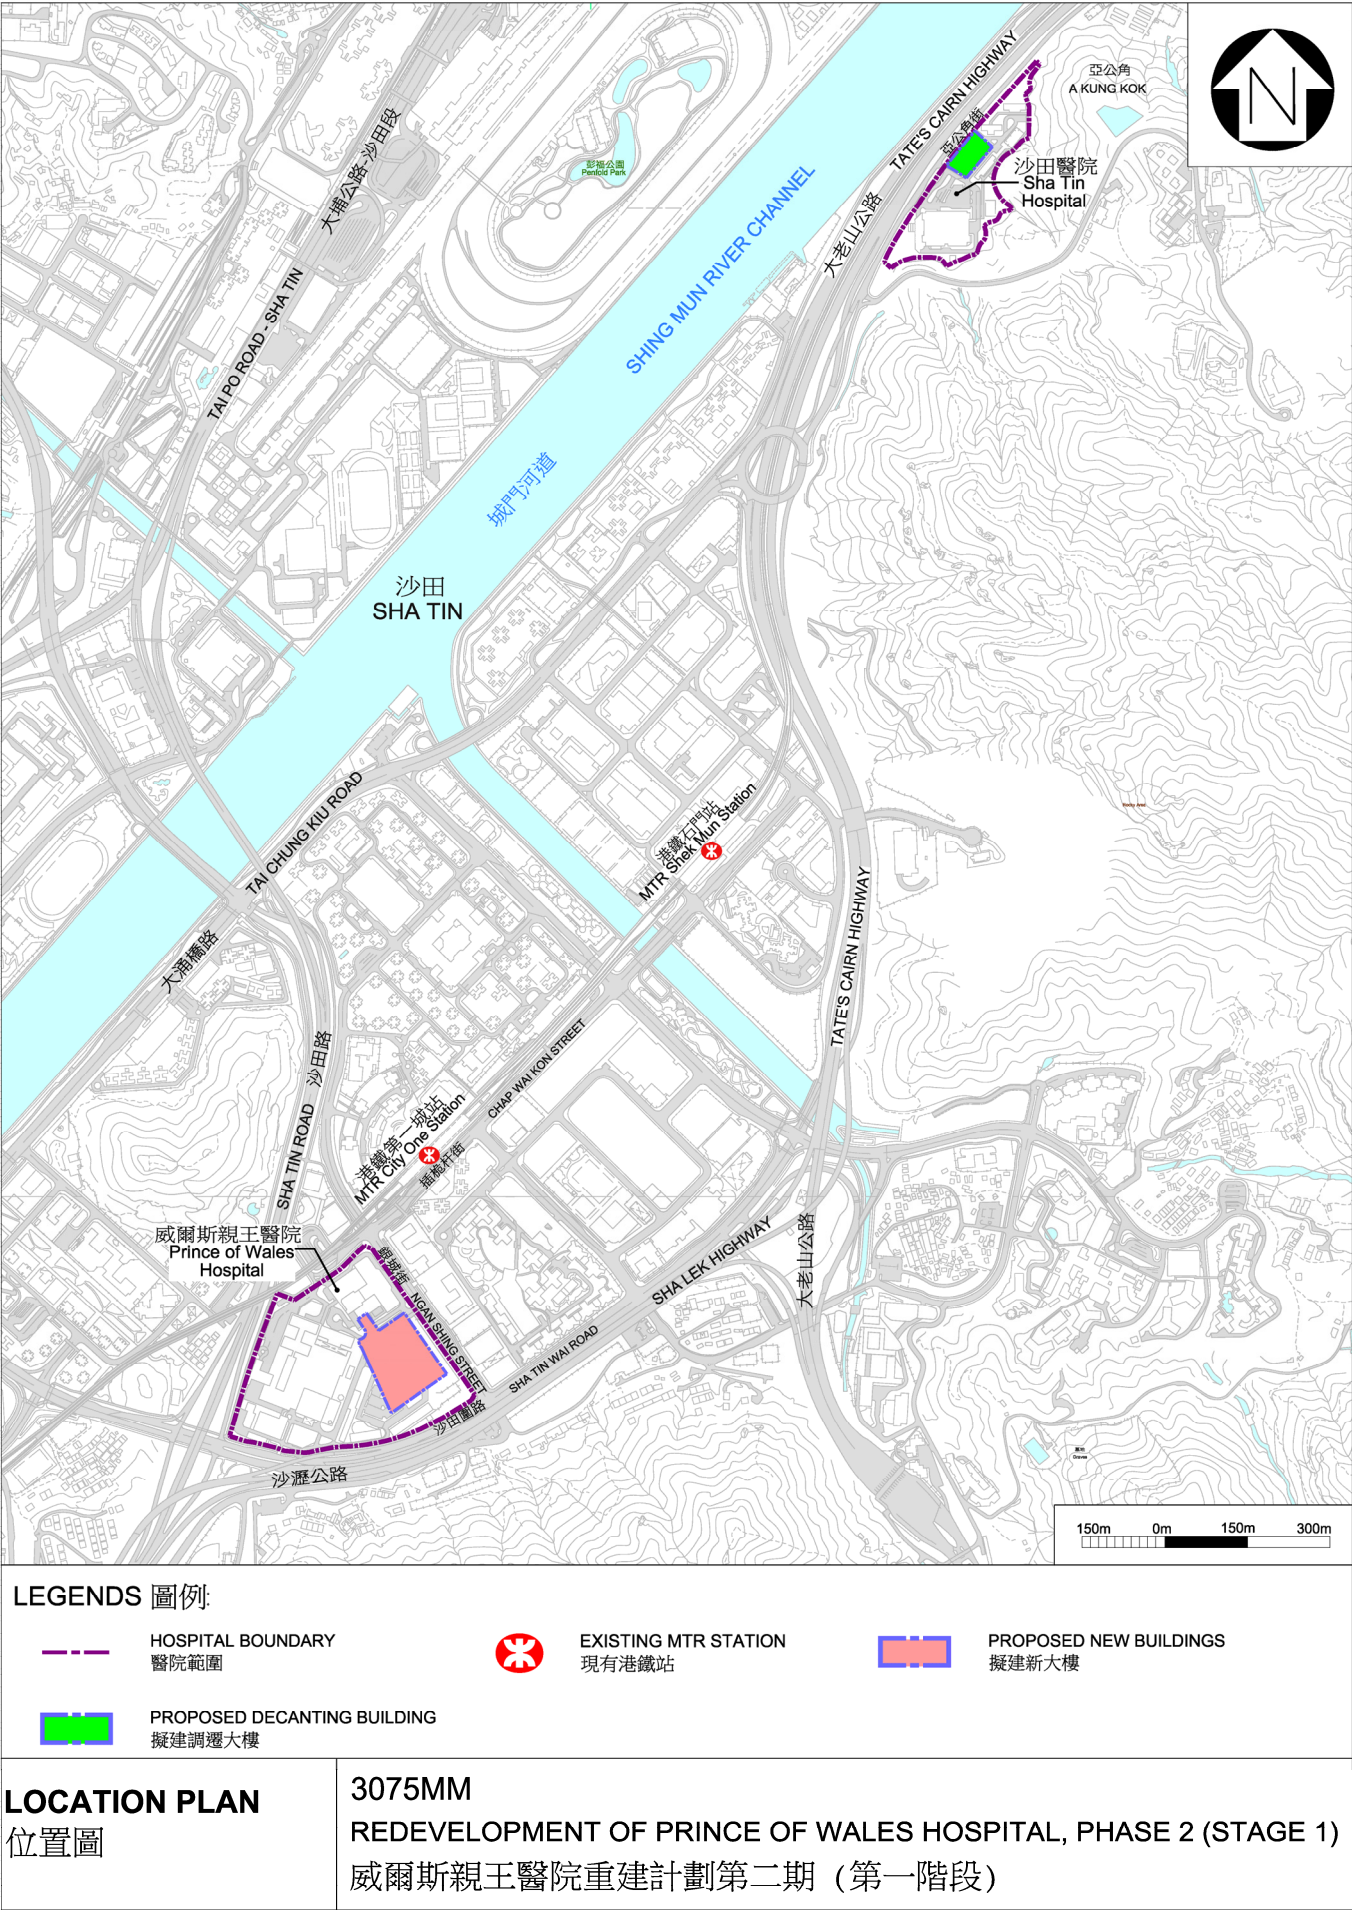 N
亞公角
A KUNG KOK
TATE'S CAIRN HIGHWAY
亞公角街
沙田醫院
Sha Tin
Hospital
大老山公路
彭福公園
Penfold Park
大埔公路-沙田段
TAI PO ROAD - SHA TIN
SHING MUN RIVER CHANNEL
城門河道
沙田
SHA TIN
TAI CHUNG KIU ROAD
大涌橋路
港鐵石門站
MTR Shek Mun Station
Rocky Area
TATE'S CAIRN HIGHWAY
沙田路
SHA TIN ROAD
CHAP WAI KON STREET
港鐵第一城站
MTR City One Station
插桅杆街
威爾斯親王醫院
Prince of Wales
Hospital
銀城街
NGAN SHING STREET
SHA LEK HIGHWAY
大老山公路
SHA TIN WAI ROAD
沙田圍路
沙瀝公路
墓地
Graves
150m 0m 150m 300m
LEGENDS 圖例:
HOSPITAL BOUNDARY
醫院範圍
EXISTING MTR STATION
現有港鐵站
PROPOSED NEW BUILDINGS
擬建新大樓
PROPOSED DECANTING BUILDING
擬建調遷大樓
LOCATION PLAN
位置圖
3075MM
REDEVELOPMENT OF PRINCE OF WALES HOSPITAL, PHASE 2 (STAGE 1)
威爾斯親王醫院重建計劃第二期 (第一階段)